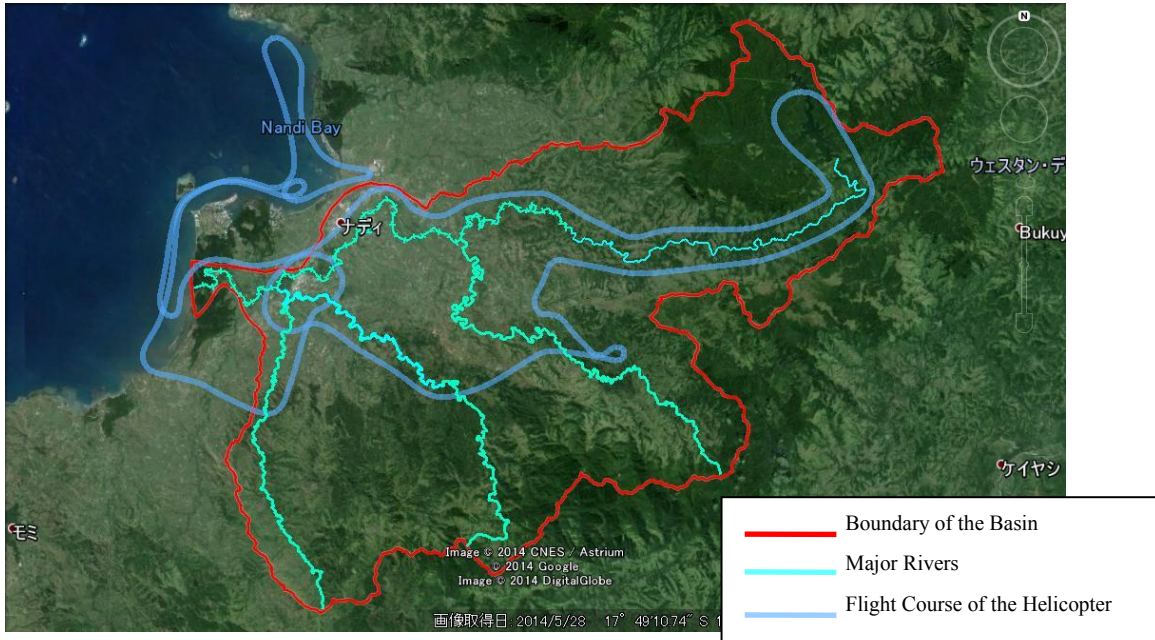 N
Nandi Bay
ウェスタン・デ
ナディ
Bukuy
ケイヤシ
モミ
Image © 2014 CNES / Astrium
© 2014 Google
Image © 2014 DigitalGlobe
画像取得日: 2014/5/28 17° 49'10.74" S 1
Boundary of the Basin
Major Rivers
Flight Course of the Helicopter